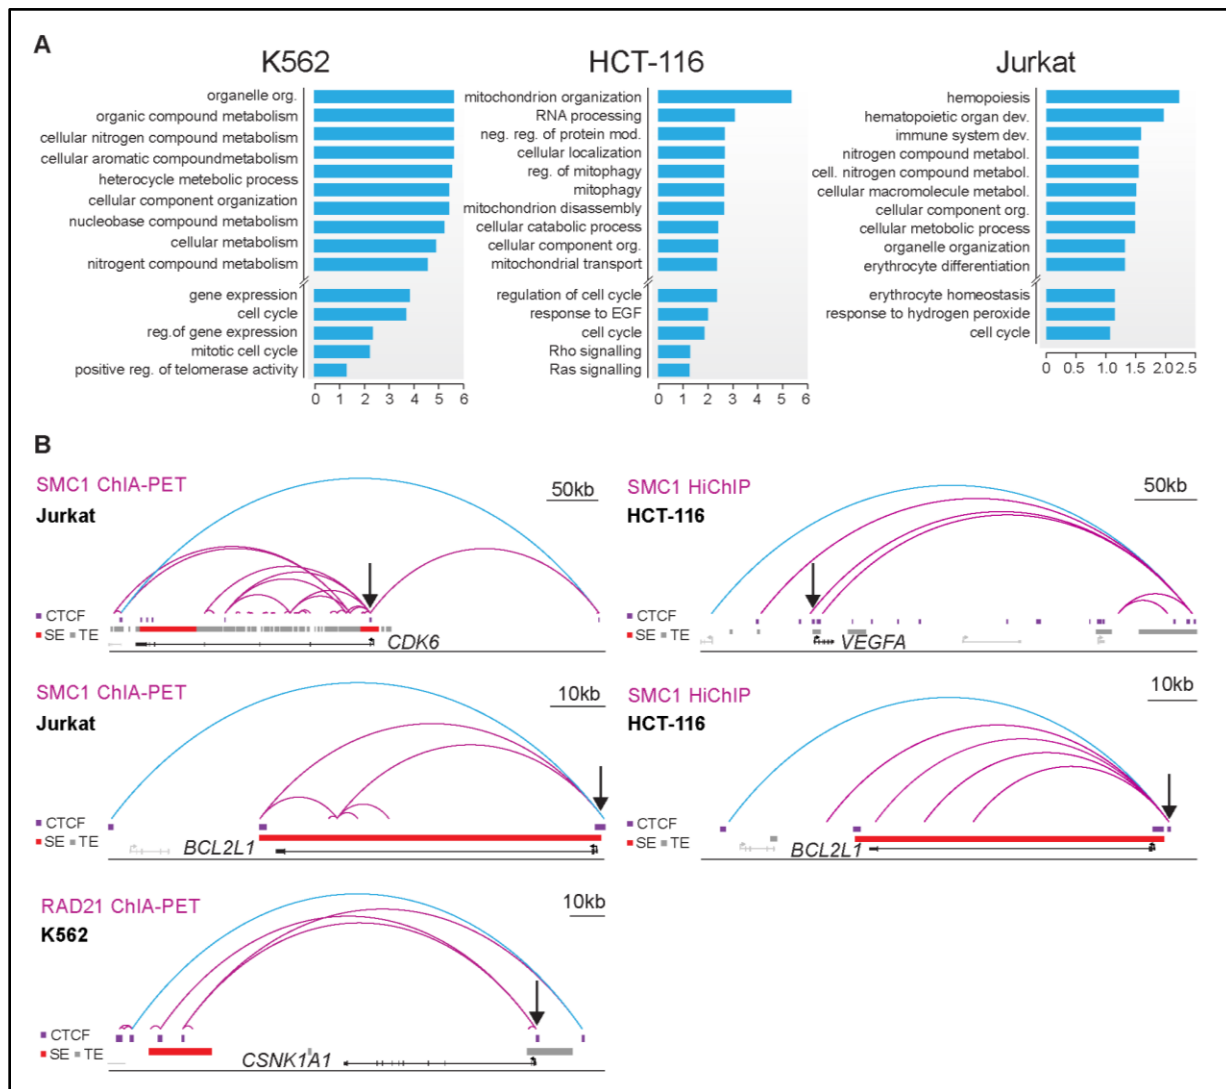 A
K562
organelle org.
organic compound metabolism
cellular nitrogen compound metabolism
cellular aromatic compoundmetabolism
heterocycle metebolic process
cellular component organization
nucleobase compound metabolism
cellular metabolism
nitrogent compound metabolism
gene expression
cell cycle
reg.of gene expression
mitotic cell cycle
positive reg. of telomerase activity
0 1 2 3 4 5 6
HCT-116
mitochondrion organization
RNA processing
neg. reg. of protein mod.
cellular localization
reg. of mitophagy
mitophagy
mitochondrion disassembly
cellular catabolic process
cellular component org.
mitochondrial transport
regulation of cell cycle
response to EGF
cell cycle
Rho signalling
Ras signalling
0 1 2 3 4 5 6
Jurkat
hemopoiesis
hematopoietic organ dev.
immune system dev.
nitrogen compound metabol.
cell. nitrogen compound metabol.
cellular macromolecule metabol.
cellular component org.
cellular metobolic process
organelle organization
erythrocyte differentiation
erythrocyte homeostasis
response to hydrogen peroxide
cell cycle
0 0.5 1.0 1.5 2.0 2.5
B
SMC1 ChIA-PET
Jurkat
50kb
CTCF
SE TE
CDK6
SMC1 HiChIP
HCT-116
50kb
CTCF
SE TE
VEGFA
SMC1 ChIA-PET
Jurkat
10kb
CTCF
SE TE
BCL2L1
SMC1 HiChIP
HCT-116
10kb
CTCF
SE TE
BCL2L1
RAD21 ChIA-PET
K562
10kb
CTCF
SE TE
CSNK1A1